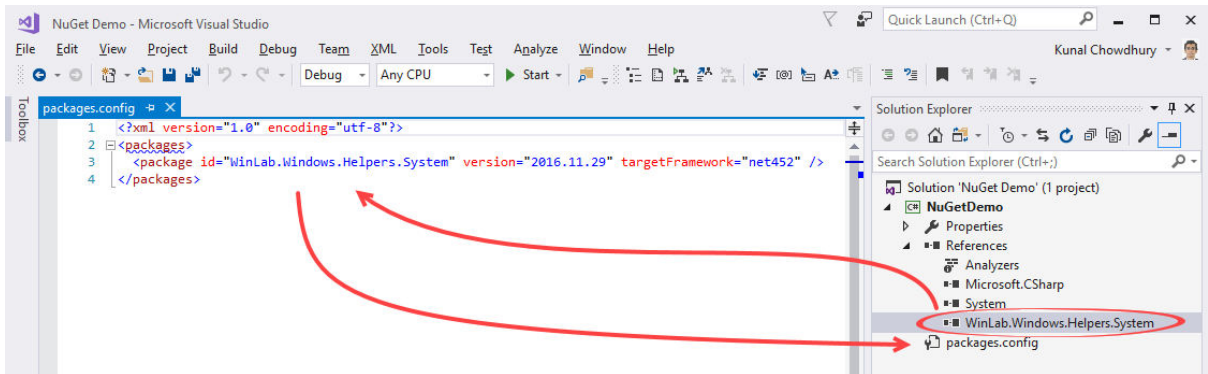 NuGet Demo - Microsoft Visual Studio
Quick Launch (Ctrl+Q)
File Edit View Project Build Debug Team XML Tools Test Analyze Window Help
Kunal Chowdhury
Debug Any CPU Start
Toolbox
packages.config
1 <?xml version="1.0" encoding="utf-8"?>
2 <packages>
3 <package id="WinLab.Windows.Helpers.System" version="2016.11.29" targetFramework="net452" />
4 </packages>
Solution Explorer
Search Solution Explorer (Ctrl+;)
Solution 'NuGet Demo' (1 project)
C# NuGetDemo
Properties
References
Analyzers
Microsoft.CSharp
System
WinLab.Windows.Helpers.System
packages.config